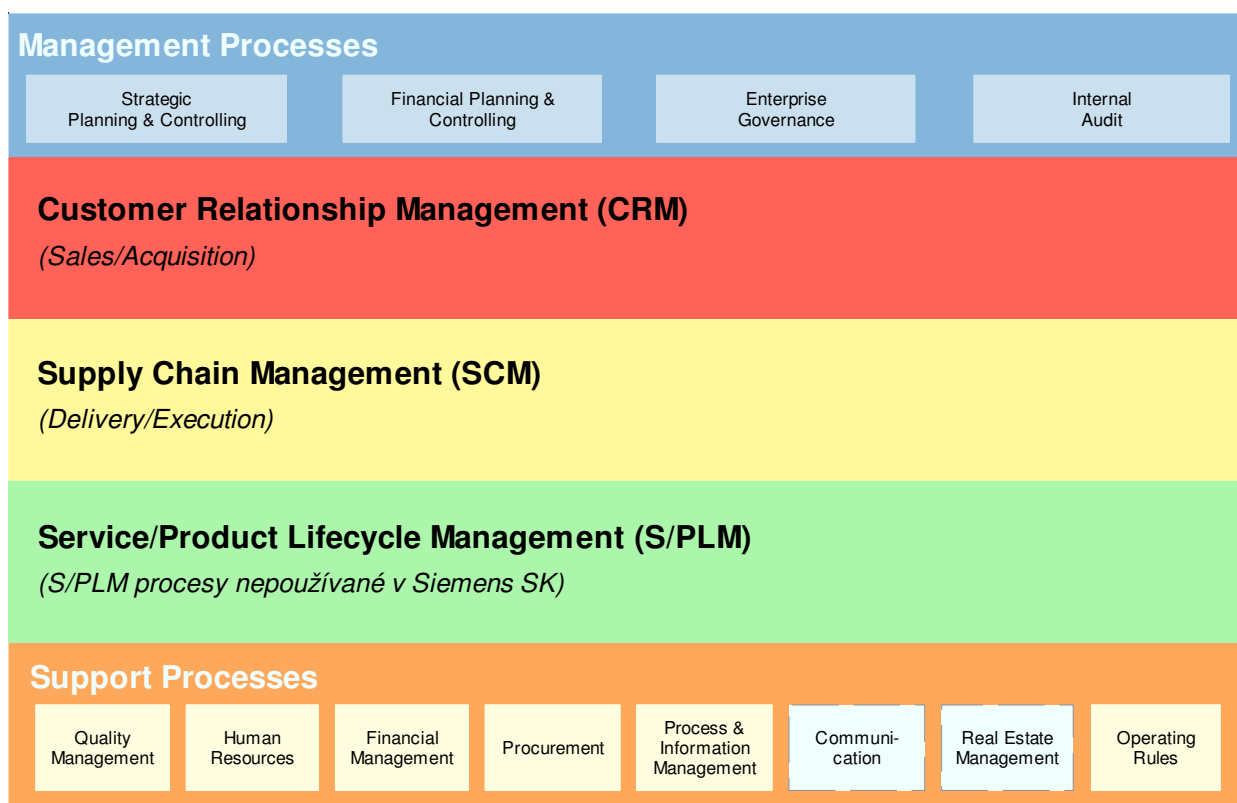 Management Processes
Strategic
Planning & Controlling
Financial Planning &
Controlling
Enterprise
Governance
Internal
Audit
Customer Relationship Management (CRM)
(Sales/Acquisition)
Supply Chain Management (SCM)
(Delivery/Execution)
Service/Product Lifecycle Management (S/PLM)
(S/PLM procesy nepoužívané v Siemens SK)
Support Processes
Quality
Management
Human
Resources
Financial
Management
Procurement
Process &
Information
Management
Communi-
cation
Real Estate
Management
Operating
Rules